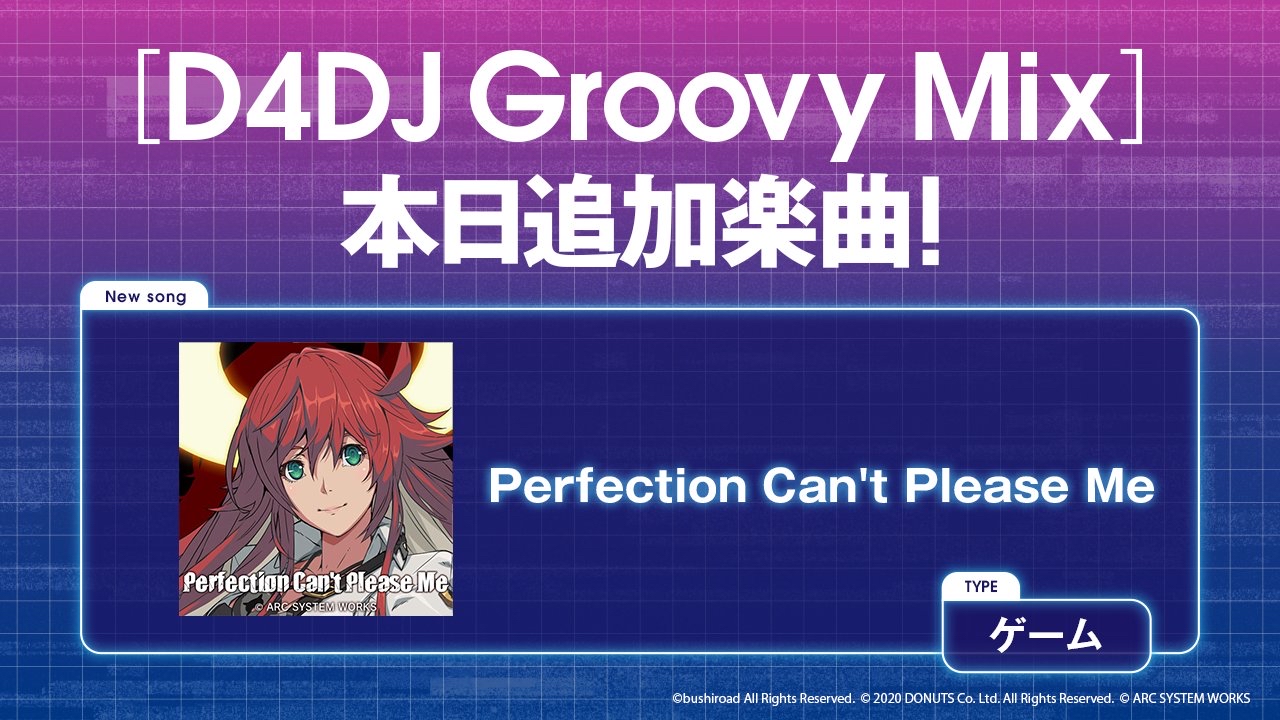 [D4DJ Groovy Mix]
本日追加楽曲!
New song
Perfection Can't Please Me
© ARC SYSTEM WORKS
Perfection Can't Please Me
TYPE
ゲーム
©bushiroad All Rights Reserved. © 2020 DONUTS Co. Ltd. All Rights Reserved. © ARC SYSTEM WORKS